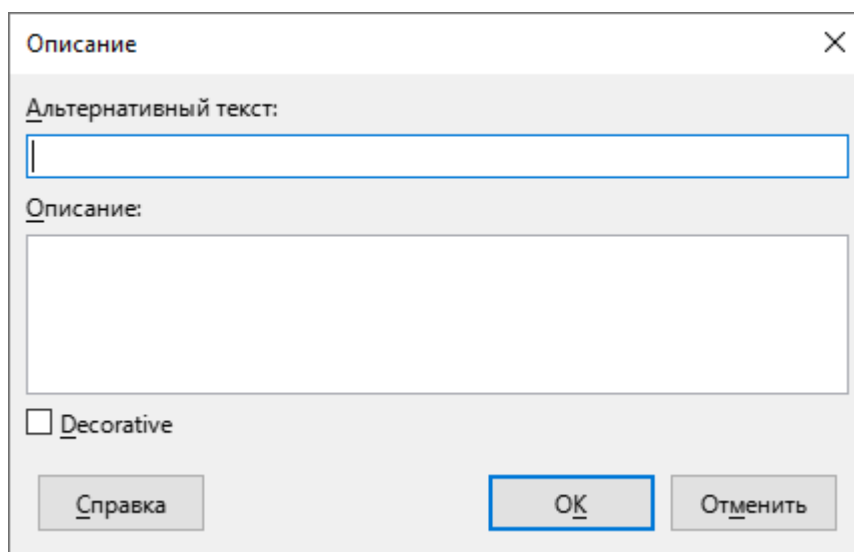 Описание
Альтернативный текст:
Описание:
Decorative
Справка OK Отменить